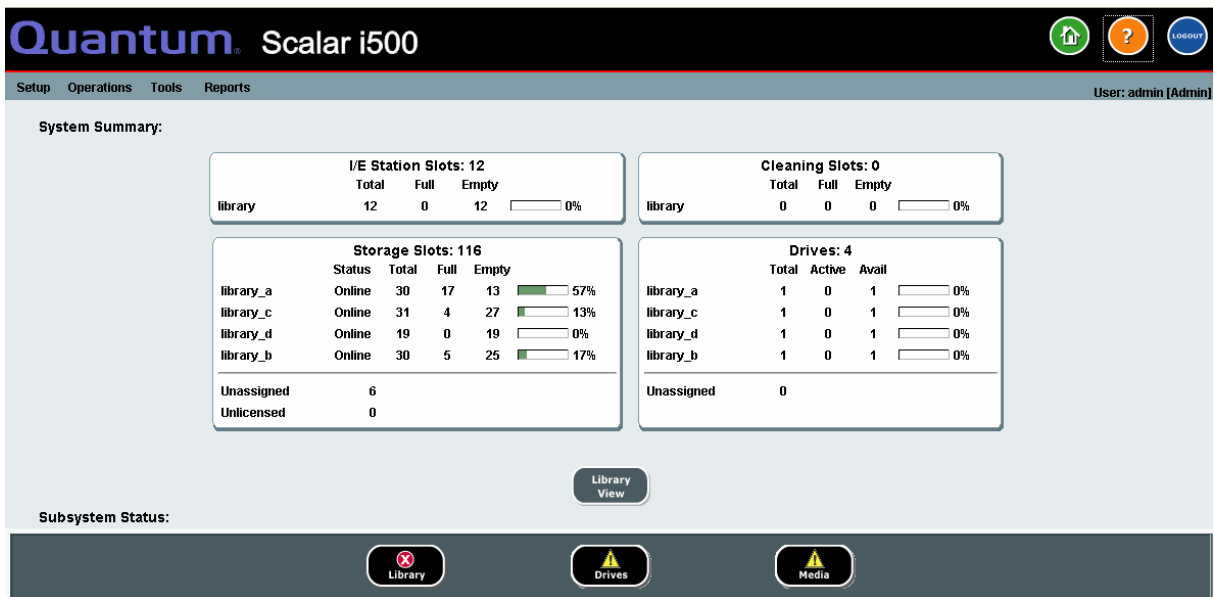 Quantum. Scalar i500
? LOGOUT
Setup Operations Tools Reports
User: admin [Admin]
System Summary:
I/E Station Slots: 12
Total Full Empty
library 12 0 12 0%
Cleaning Slots: 0
Total Full Empty
library 0 0 0 0%
Storage Slots: 116
Status Total Full Empty
library_a Online 30 17 13 57%
library_c Online 31 4 27 13%
library_d Online 19 0 19 0%
library_b Online 30 5 25 17%
Unassigned 6
Unlicensed 0
Drives: 4
Total Active Avail
library_a 1 0 1 0%
library_c 1 0 1 0%
library_d 1 0 1 0%
library_b 1 0 1 0%
Unassigned 0
Library
View
Subsystem Status:
Library
Drives
Media